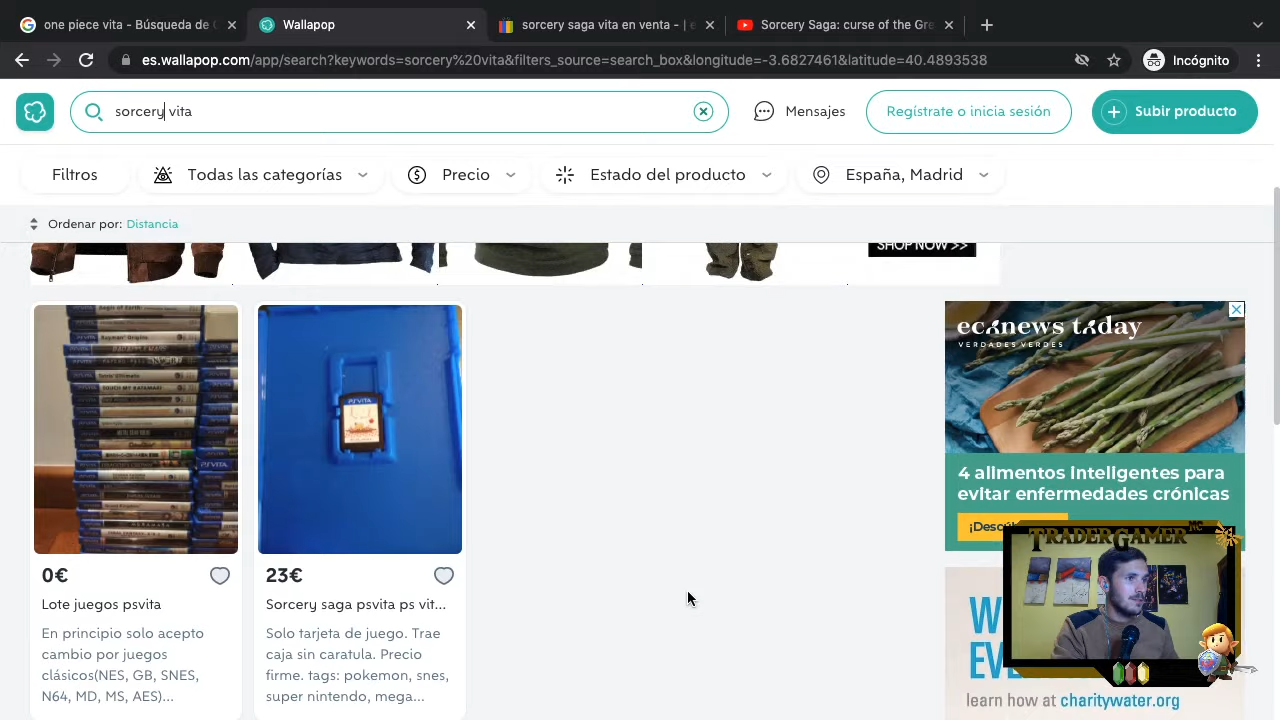 one piece vita - Búsqueda de G
Wallapop
sorcery saga vita en venta - | e
Sorcery Saga: curse of the Gre
es.wallapop.com/app/search?keywords=sorcery%20vita&filters_source=search_box&longitude=-3.6827461&latitude=40.4893538
Incógnito
sorcery vita
Mensajes
Regístrate o inicia sesión
Subir producto
Filtros
Todas las categorías
Precio
Estado del producto
España, Madrid
Ordenar por: Distancia
SHOP NOW >>
0€
Lote juegos psvita
En principio solo acepto
cambio por juegos
clásicos(NES, GB, SNES,
N64, MD, MS, AES)...
PSVITA
23€
Sorcery saga psvita ps vit...
Solo tarjeta de juego. Trae
caja sin caratula. Precio
firme. tags: pokemon, snes,
super nintendo, mega...
econews today
VERDADES VERDES
4 alimentos inteligentes para
evitar enfermedades crónicas
TRADERGAMER MC
learn how at charitywater.org